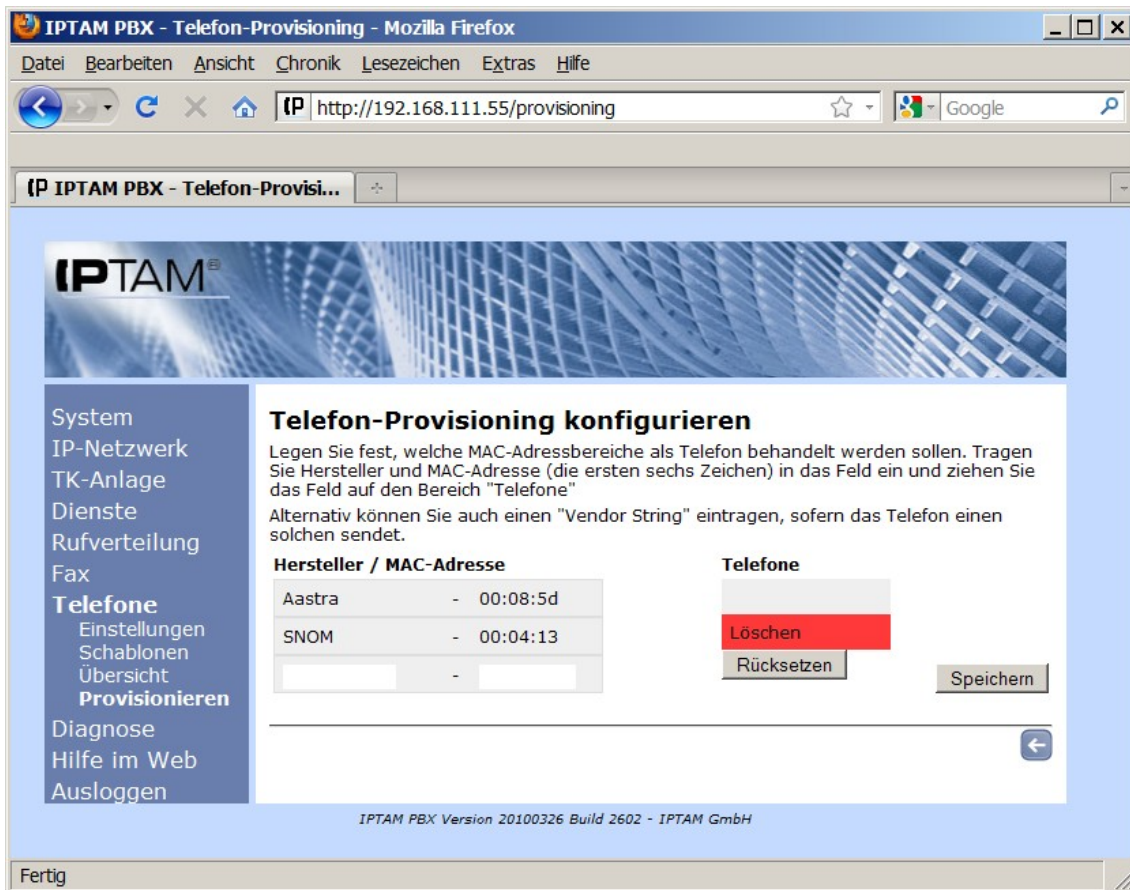 IPTAM PBX - Telefon-Provisioning - Mozilla Firefox
Datei Bearbeiten Ansicht Chronik Lesezeichen Extras Hilfe
(P http://192.168.111.55/provisioning Google
(P IPTAM PBX - Telefon-Provisi...
IPTAM®
System
IP-Netzwerk
TK-Anlage
Dienste
Rufverteilung
Fax
Telefone
Einstellungen
Schablonen
Übersicht
Provisionieren
Diagnose
Hilfe im Web
Ausloggen
Telefon-Provisioning konfigurieren
Legen Sie fest, welche MAC-Adressbereiche als Telefon behandelt werden sollen. Tragen
Sie Hersteller und MAC-Adresse (die ersten sechs Zeichen) in das Feld ein und ziehen Sie
das Feld auf den Bereich "Telefone"
Alternativ können Sie auch einen "Vendor String" eintragen, sofern das Telefon einen
solchen sendet.
Hersteller / MAC-Adresse Telefone
Aastra - 00:08:5d
SNOM - 00:04:13
-
Löschen
Rücksetzen
Speichern
IPTAM PBX Version 20100326 Build 2602 - IPTAM GmbH
Fertig